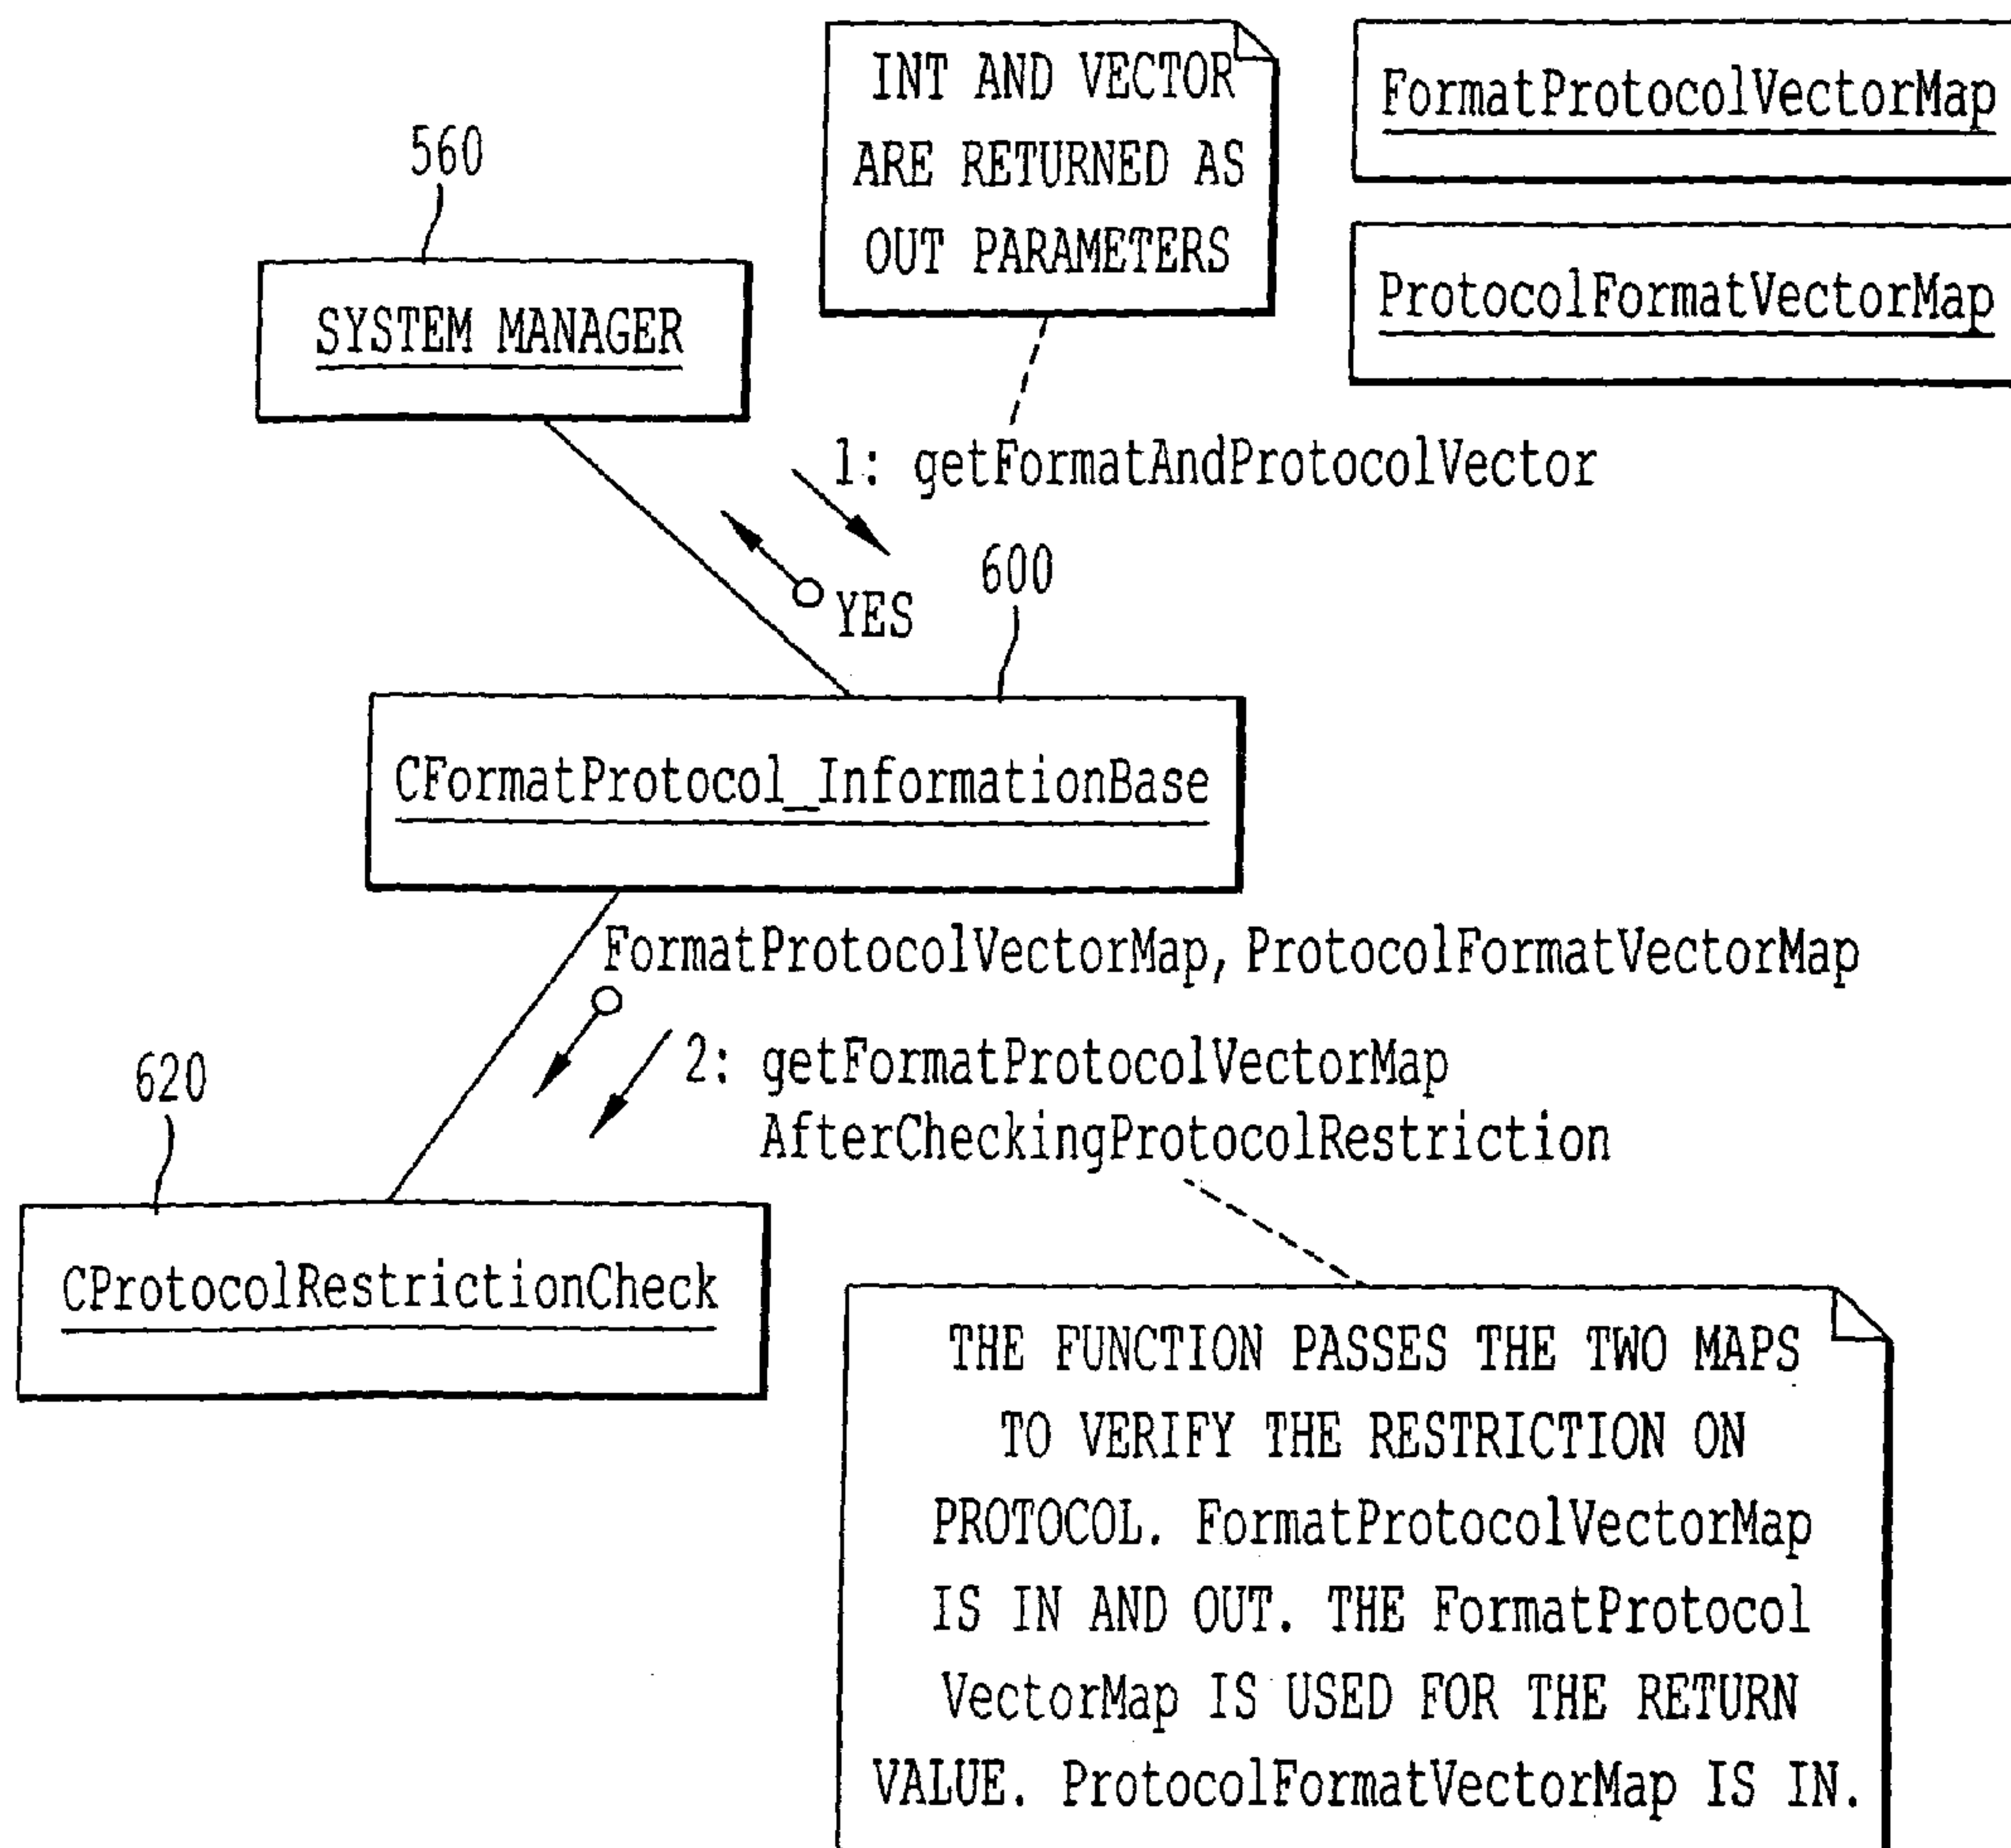 INT AND VECTOR
ARE RETURNED AS
OUT PARAMETERS
FormatProtocolVectorMap
ProtocolFormatVectorMap
560
SYSTEM MANAGER
1: getFormatAndProtocolVector
YES
600
CFormatProtocol_InformationBase
FormatProtocolVectorMap, ProtocolFormatVectorMap
2: getFormatProtocolVectorMap
AfterCheckingProtocolRestriction
620
CProtocolRestrictionCheck
THE FUNCTION PASSES THE TWO MAPS
TO VERIFY THE RESTRICTION ON
PROTOCOL. FormatProtocolVectorMap
IS IN AND OUT. THE FormatProtocol
VectorMap IS USED FOR THE RETURN
VALUE. ProtocolFormatVectorMap IS IN.